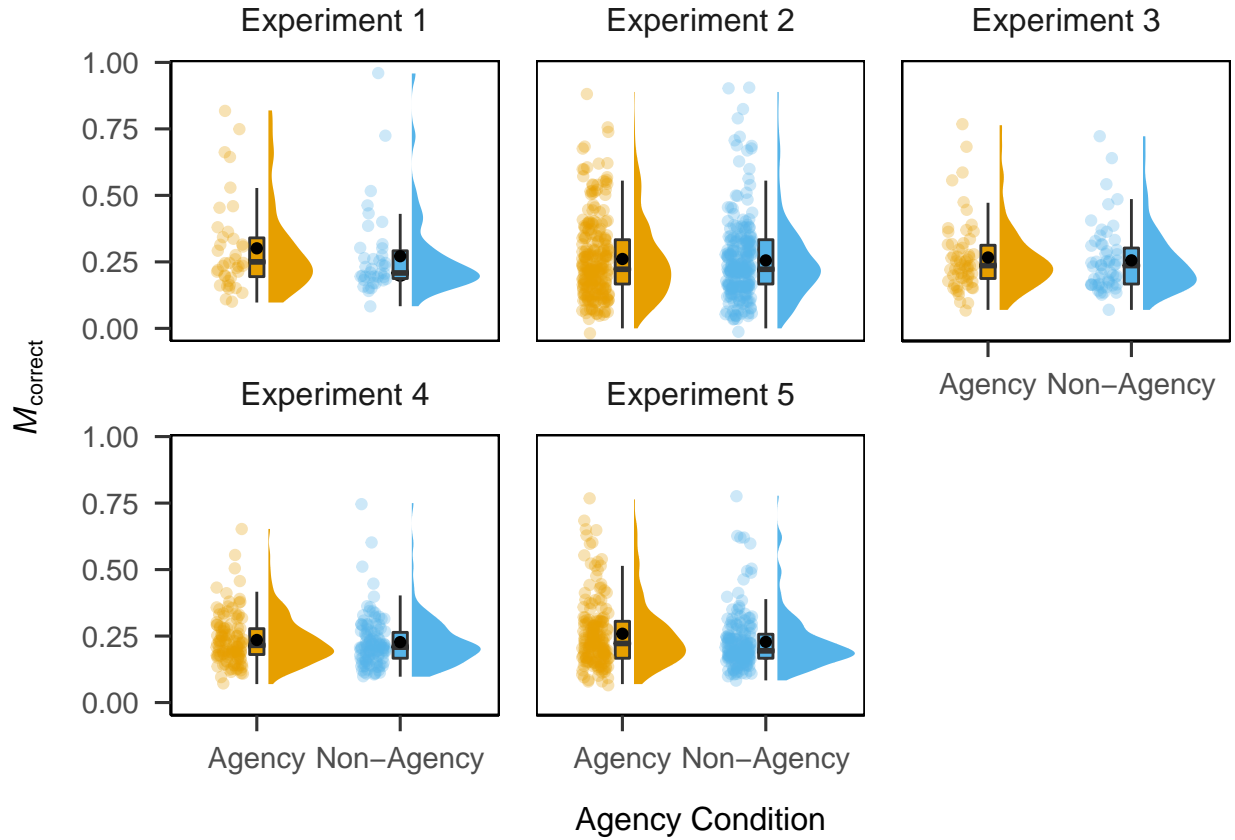 Experiment 1
Experiment 2
Experiment 3
1.00
0.75
0.50
0.25
0.00
Agency Non−Agency
Experiment 4
Experiment 5
1.00
0.75
0.50
0.25
0.00
Agency Non−Agency
Agency Non−Agency
Mcorrect
Agency Condition